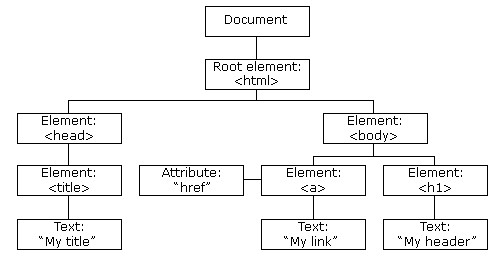 Document
Root element:
<html>
Element:
<head>
Element:
<body>
Element:
<title>
Attribute:
“href”
Element:
<a>
Element:
<h1>
Text:
“My title”
Text:
“My link”
Text:
“My header”